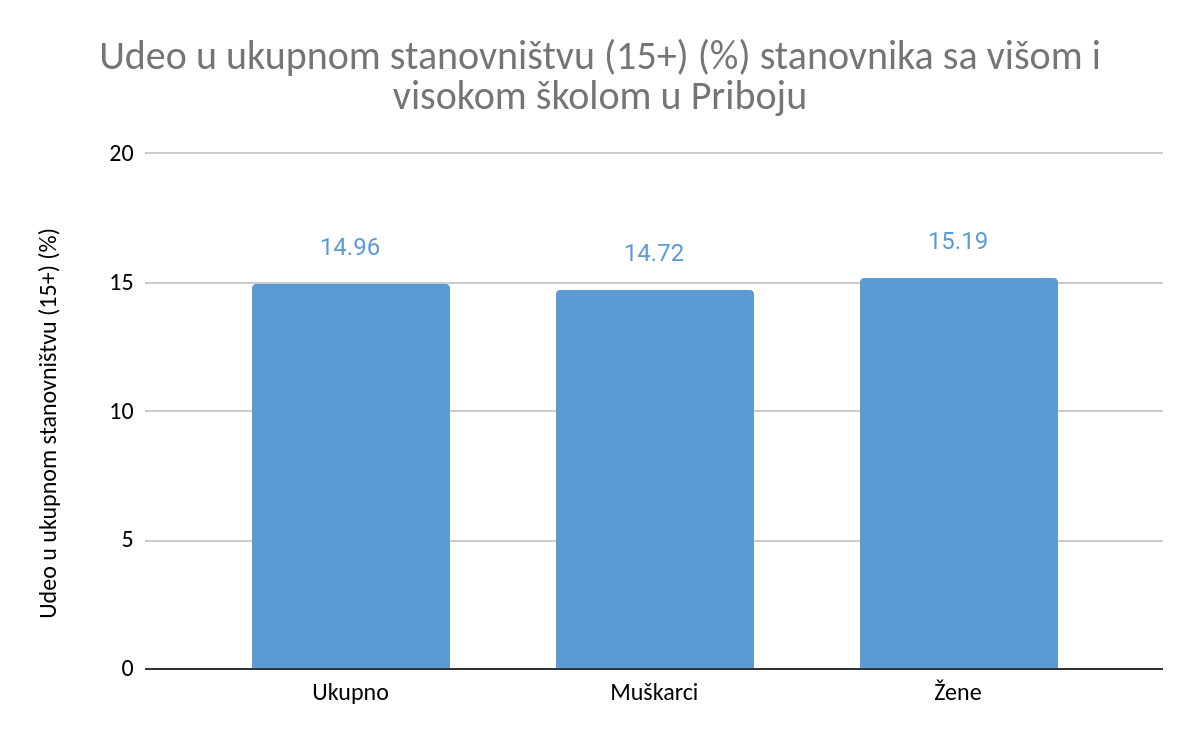 Udeo u ukupnom stanovništvu (15+) (%) stanovnika sa višom i
visokom školom u Priboju
Udeo u ukupnom stanovništvu (15+) (%)
20
15
10
5
0
14.96
14.72
15.19
Ukupno
Muškarci
Žene